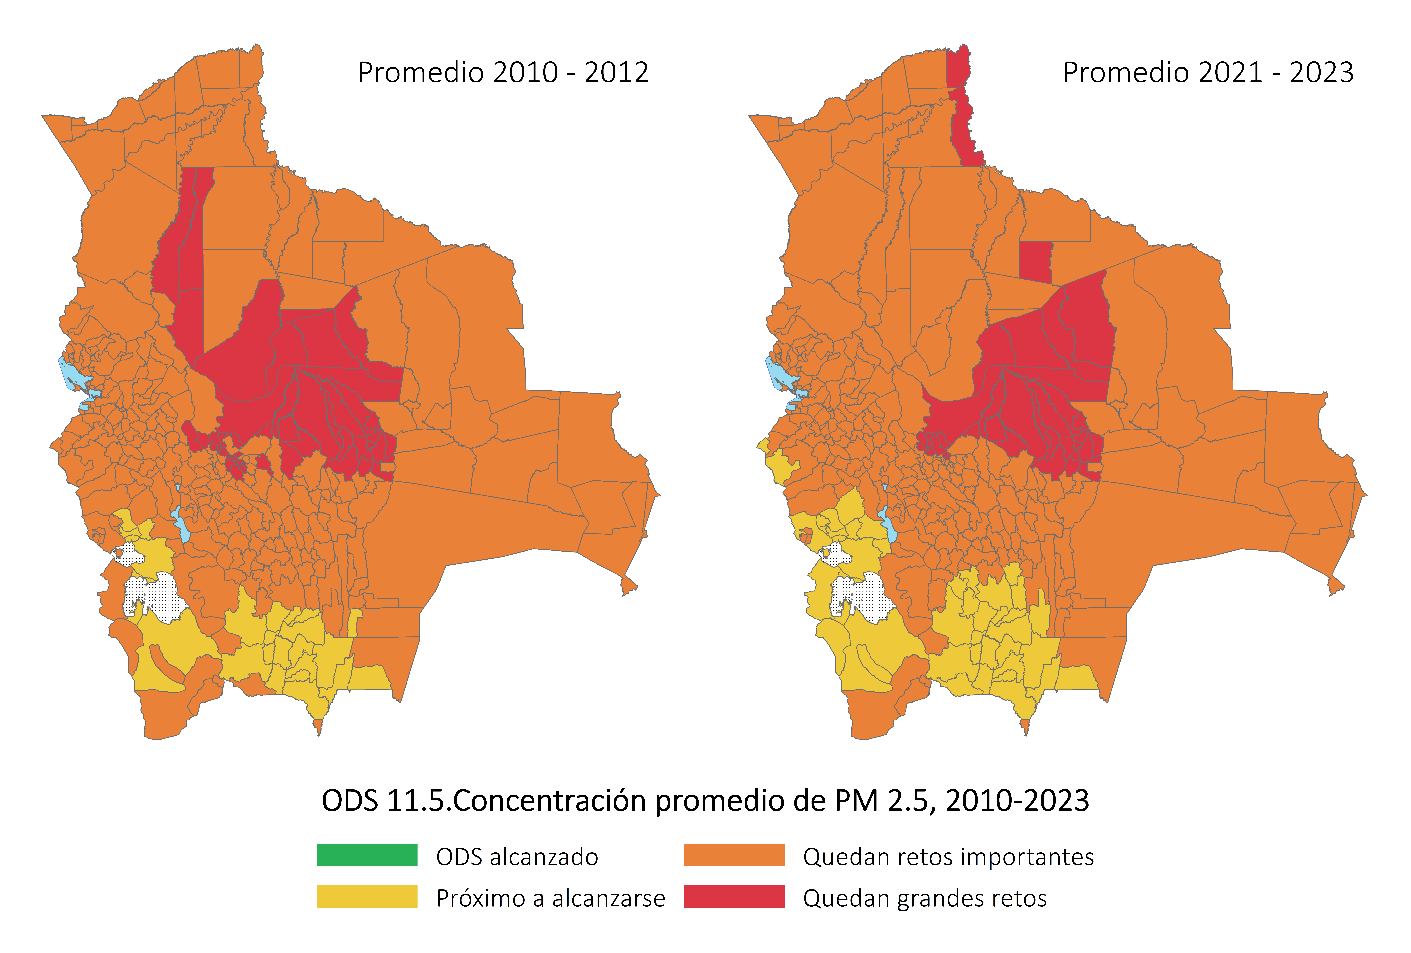 Promedio 2010 - 2012
Promedio 2021 - 2023
ODS 11.5.Concentración promedio de PM 2.5, 2010-2023
ODS alcanzado
Quedan retos importantes
Próximo a alcanzarse
Quedan grandes retos